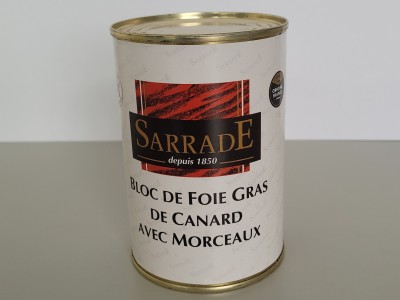 SARRADE
depuis 1850
BLOC DE FOIE GRAS
DE CANARD
AVEC MORCEAUX